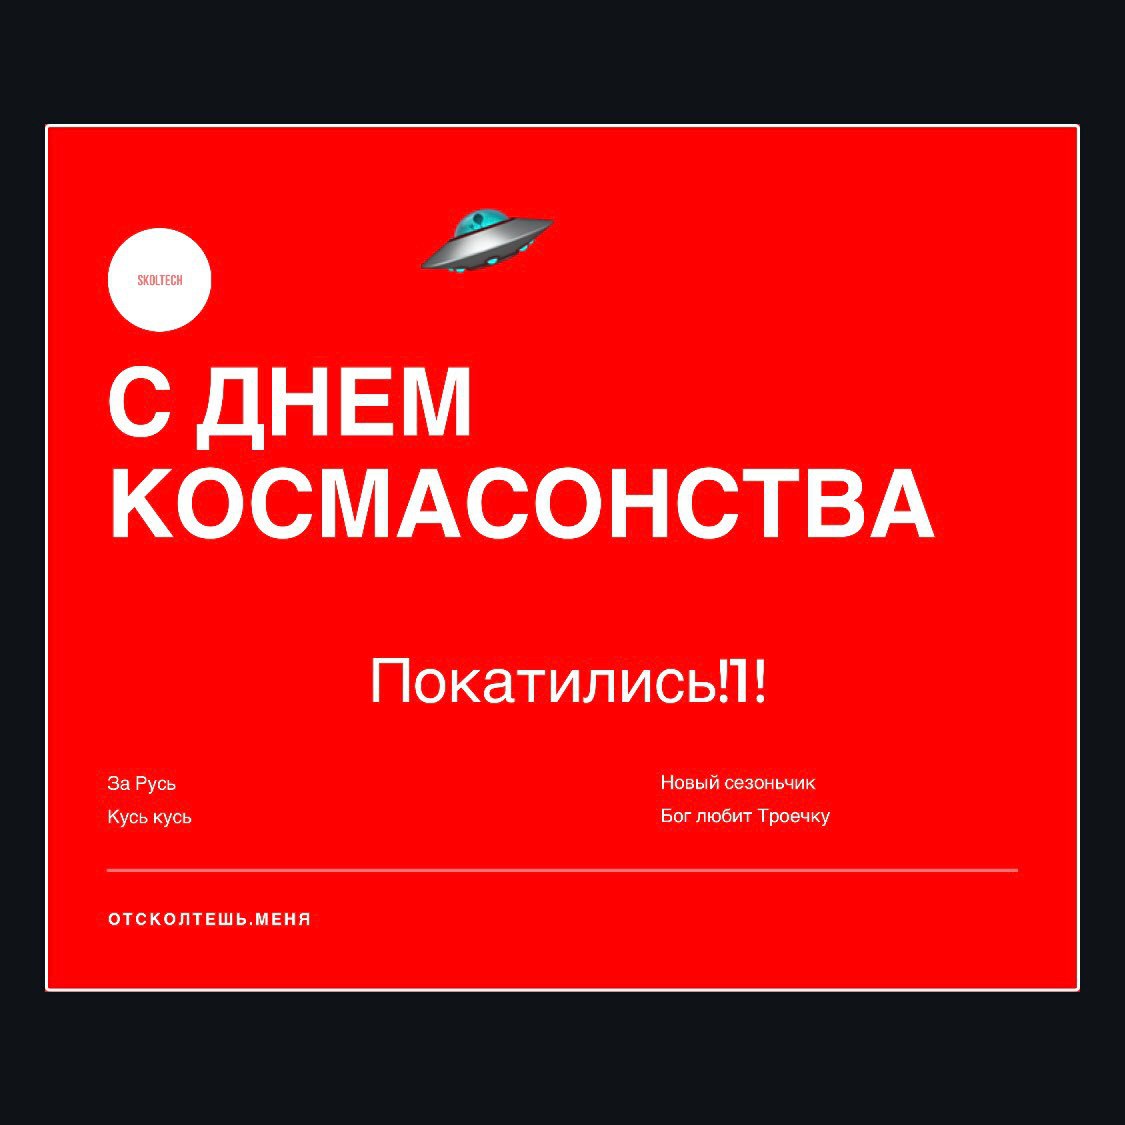 SKOLTECH
С ДНЕМ
КОСМАСОНСТВА
Покатились!1!
За Русь
Кусь кусь
Новый сезоньчик
Бог любит Троечку
ОТСКОЛТЕШЬ.МЕНЯ